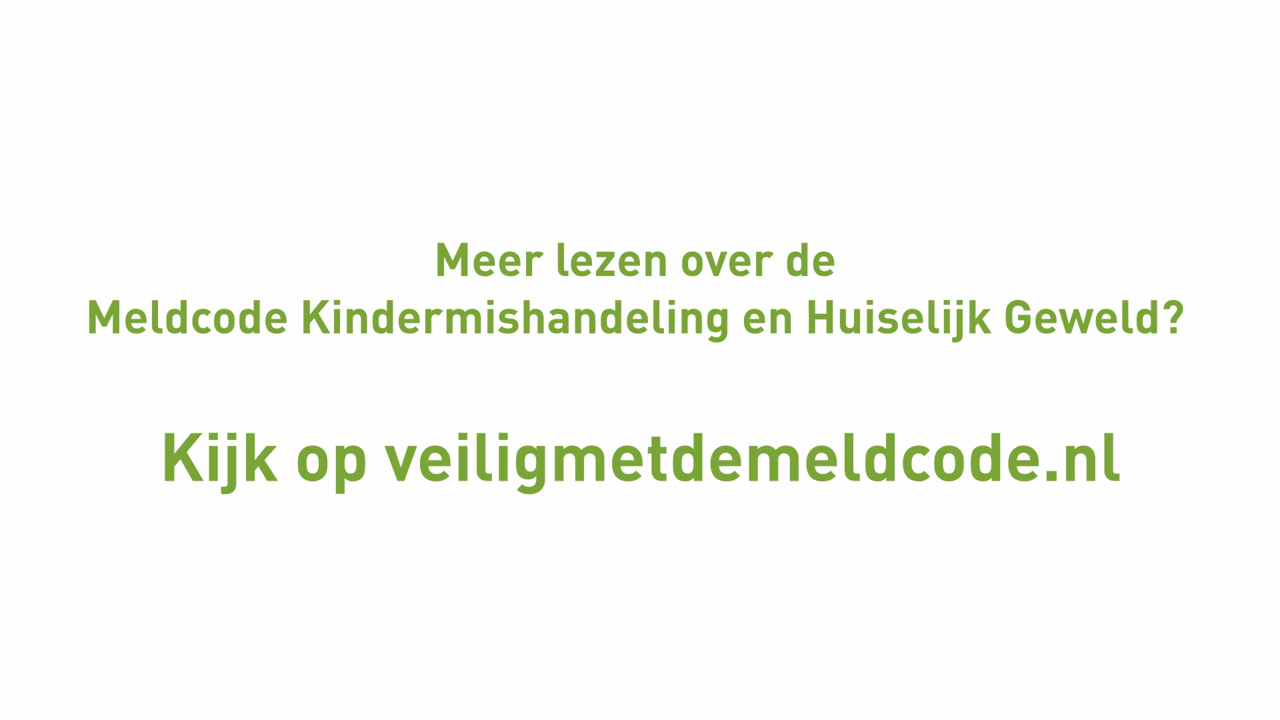 Meer lezen over de
Meldcode Kindermishandeling en Huiselijk Geweld?
Kijk op veiligmetdemeldcode.nl